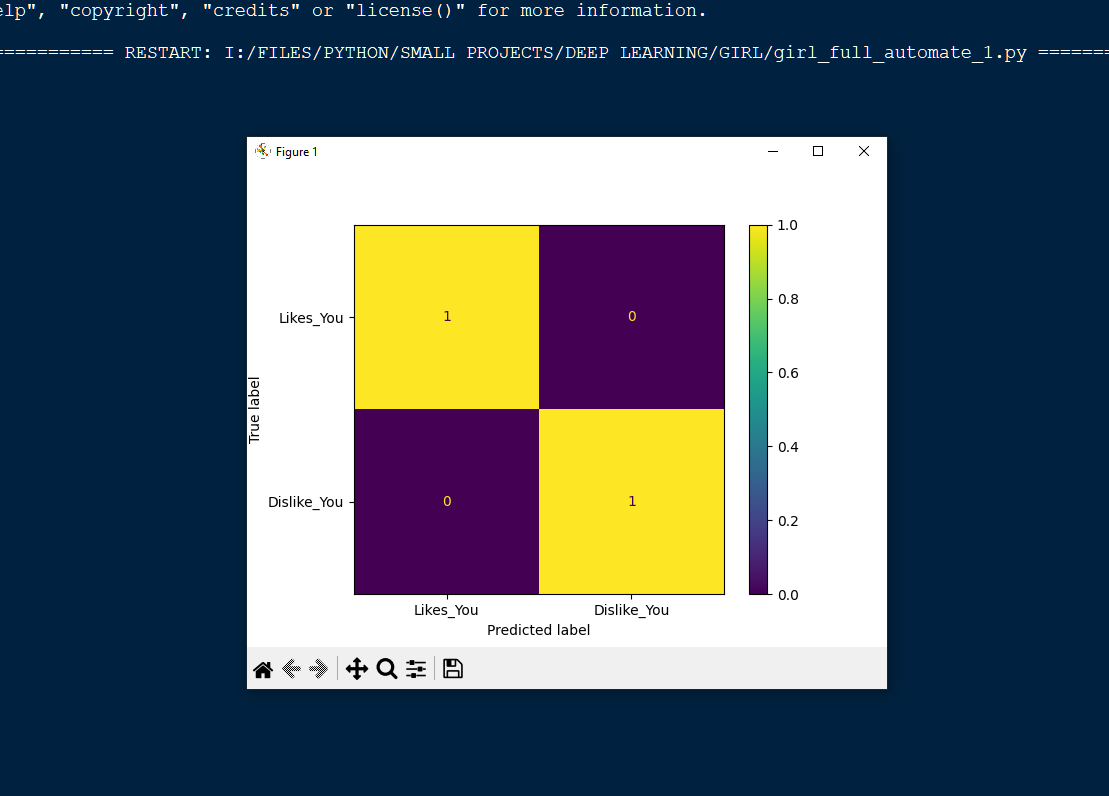 elp", "copyright", "credits" or "license()" for more information.
=========== RESTART: I:/FILES/PYTHON/SMALL PROJECTS/DEEP LEARNING/GIRL/girl_full_automate_1.py =======
Figure 1
1.0
Likes_You
1
0
0.8
0.6
True label
0.4
Dislike_You
0
1
0.2
0.0
Likes_You
Dislike_You
Predicted label